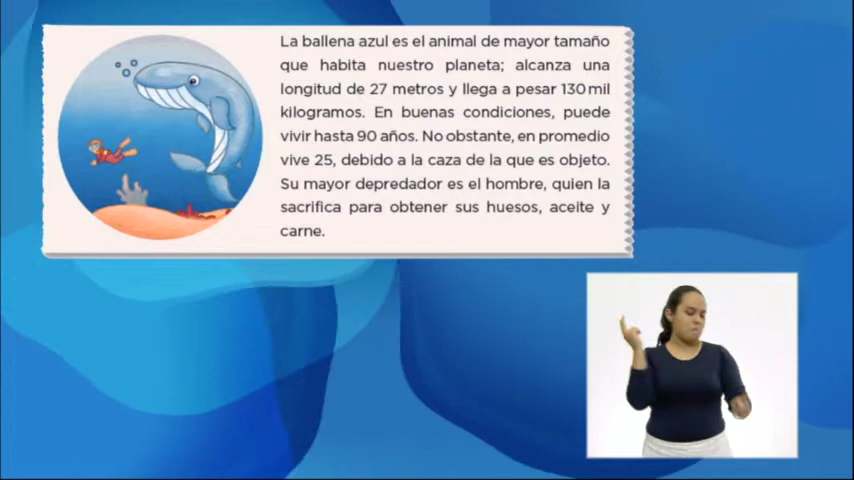 La ballena azul es el animal de mayor tamaño
que habita nuestro planeta; alcanza una
longitud de 27 metros y llega a pesar 130 mil
kilogramos. En buenas condiciones, puede
vivir hasta 90 años. No obstante, en promedio
vive 25, debido a la caza de la que es objeto.
Su mayor depredador es el hombre, quien la
sacrifica para obtener sus huesos, aceite y
carne.